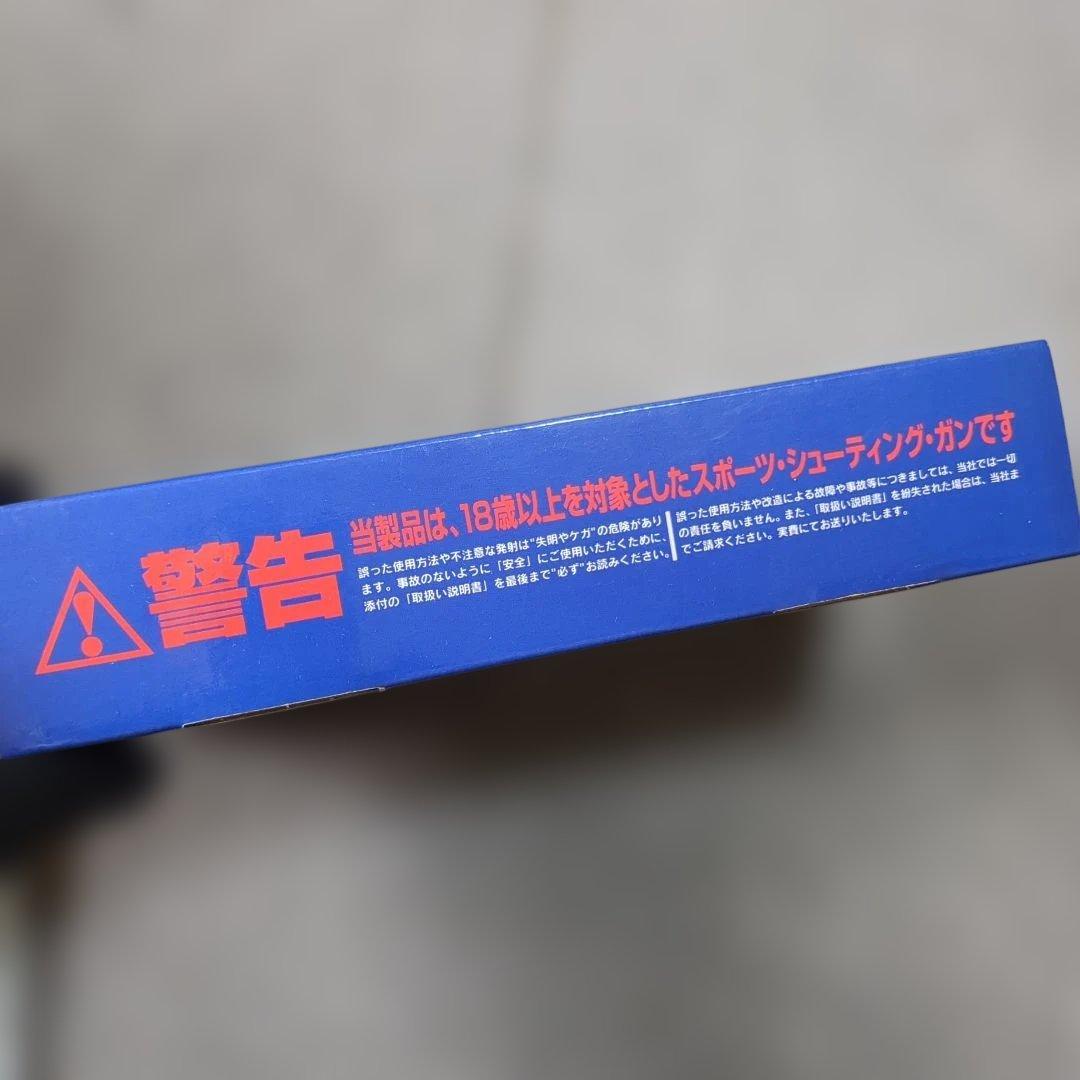 警告
当製品は、18歳以上を対象としたスポーツ・シューティング・ガンです
誤った使用方法や不注意な発射は"失明やケガ"の危険があり
ます。事故のないように「安全」にご使用いただくために、
添付の「取扱い説明書」を最後まで"必ず"お読みください。
誤った使用方法や改造による故障や事故等につきましては、当社では一切
の責任を負いません。また、「取扱い説明書」を紛失された場合は、当社ま
でご請求ください。実費にてお送りいたします。